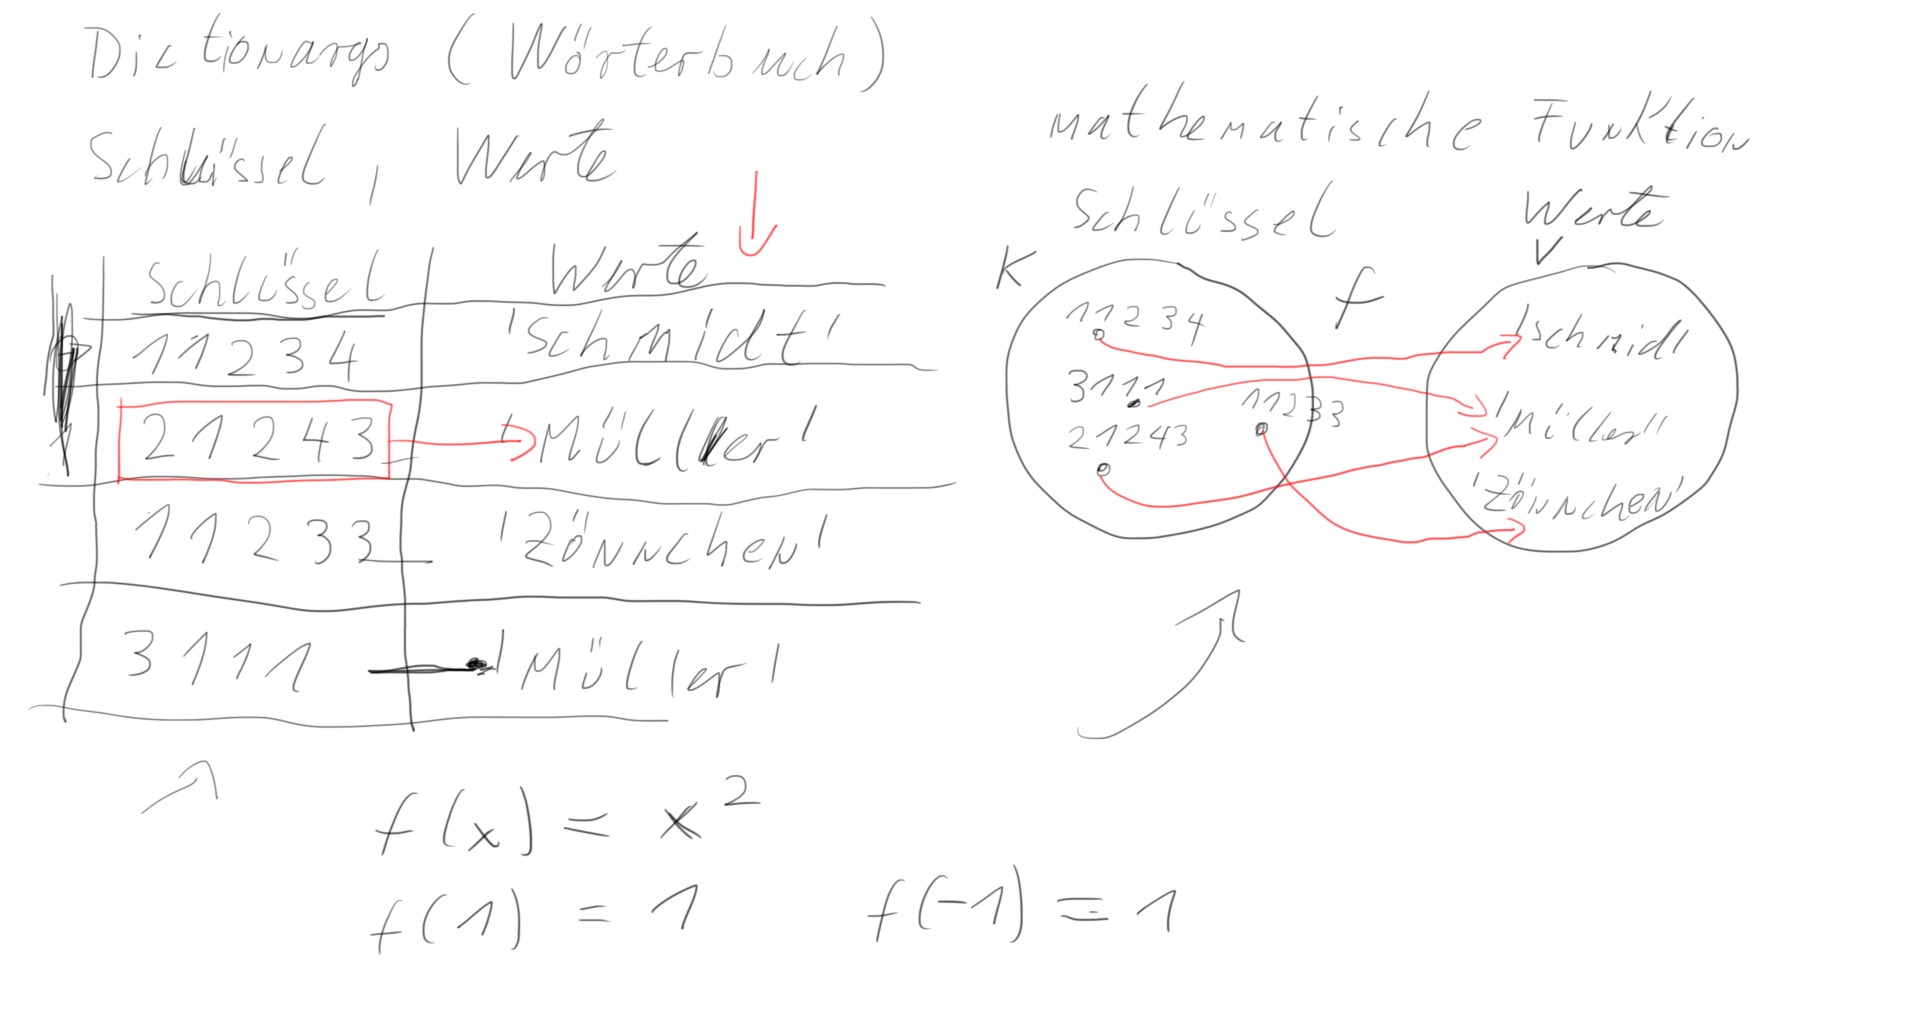 Dictionarys (Wörterbuch)
Schlüssel, Werte
Schlüssel Werte
11234 'Schmidt'
21243 'Müller'
11233 'Zönnchen'
3111 'Müller'
f(x) = x²
f(1) = 1 f(-1) = 1
mathematische Funktion
Schlüssel Werte
K f V
11234 'Schmidt'
3111 11233 'Müller'
21243 'Zönnchen'